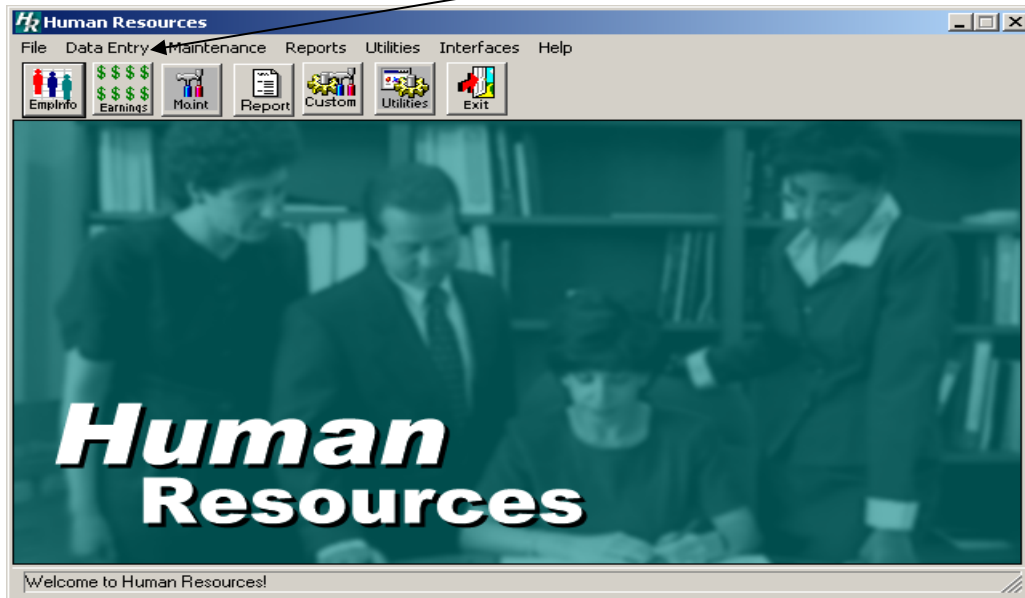 HR Human Resources
File Data Entry Maintenance Reports Utilities Interfaces Help
$ $ $ $
$ $ $ $
EmpInfo Earnings Maint Report Custom Utilities Exit
Human
Resources
Welcome to Human Resources!